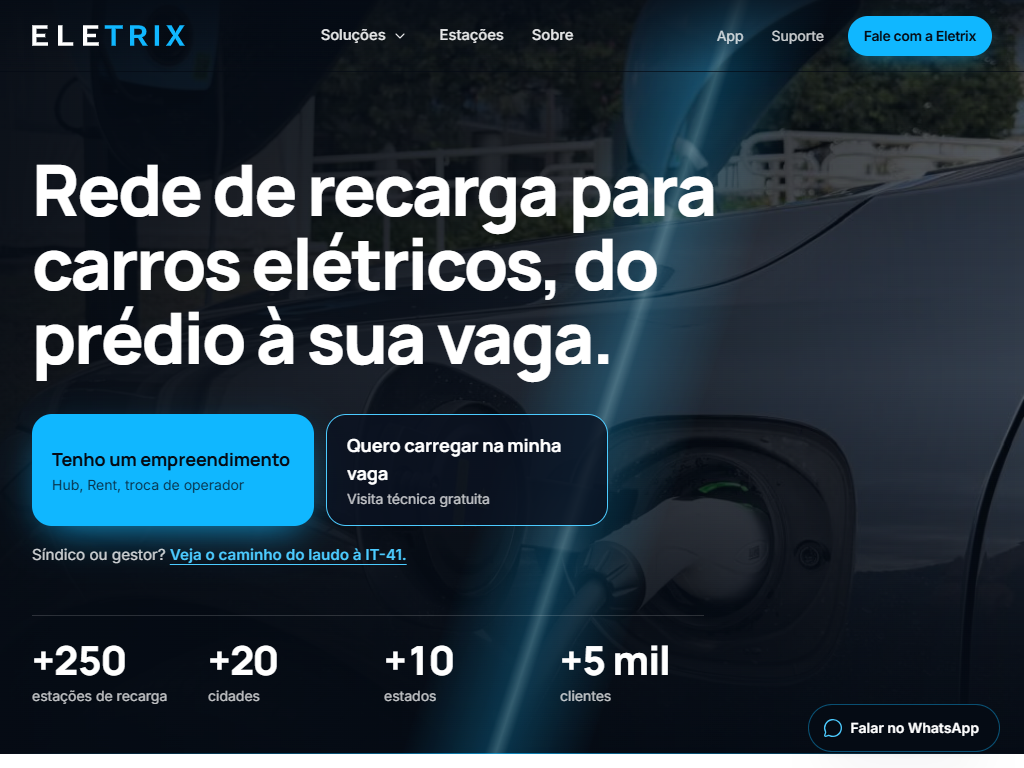 ELETRIX
Soluções
Estações
Sobre
App
Suporte
Fale com a Eletrix
Rede de recarga para
carros elétricos, do
prédio à sua vaga.
Tenho um empreendimento
Hub, Rent, troca de operador
Quero carregar na minha
vaga
Visita técnica gratuita
Síndico ou gestor? Veja o caminho do laudo à IT-41.
+250
estações de recarga
+20
cidades
+10
estados
+5 mil
clientes
Falar no WhatsApp